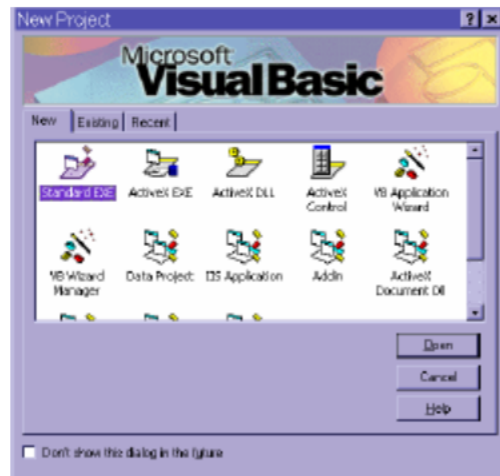 New Project
Microsoft
Visual Basic
New Existing Recent
Standard EXE ActiveX EXE ActiveX DLL ActiveX Control VB Application Wizard
VB Wizard Manager Data Project IIS Application Addin ActiveX Document Dll
Open
Cancel
Help
Don't show this dialog in the future